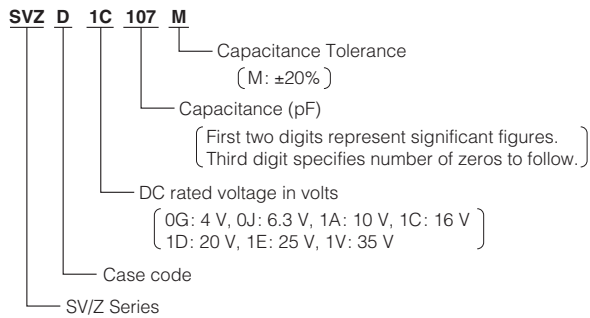 SVZ D 1C 107 M
Capacitance Tolerance
(M: ±20%)
Capacitance (pF)
(First two digits represent significant figures.
Third digit specifies number of zeros to follow.)
DC rated voltage in volts
(0G: 4 V, 0J: 6.3 V, 1A: 10 V, 1C: 16 V
1D: 20 V, 1E: 25 V, 1V: 35 V)
Case code
SV/Z Series